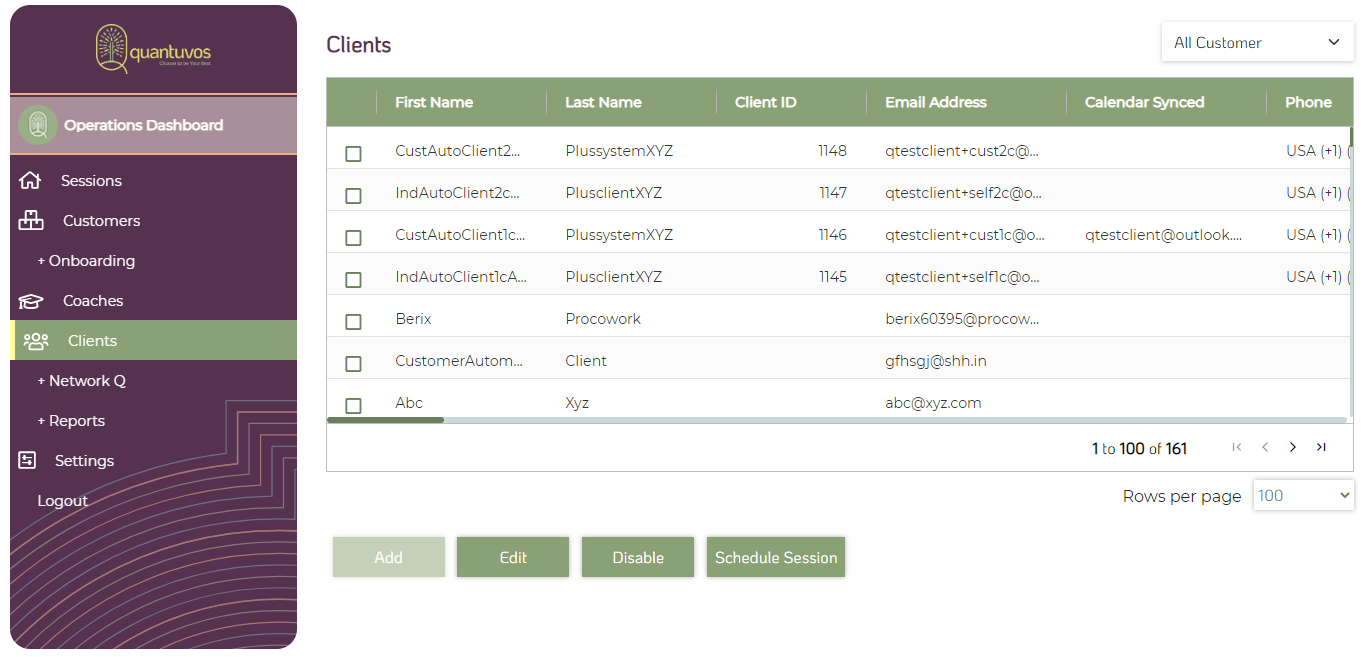 quantuvos
Choose to be Your Best
Operations Dashboard
Sessions
Customers
+ Onboarding
Coaches
Clients
+ Network Q
+ Reports
Settings
Logout
Clients
All Customer
First Name Last Name Client ID Email Address Calendar Synced Phone
CustAutoClient2... PlussystemXYZ 1148 qtestclient+cust2c@... USA (+1) (
IndAutoClient2c... PlusclientXYZ 1147 qtestclient+self2c@o... USA (+1) (
CustAutoClient1c... PlussystemXYZ 1146 qtestclient+cust1c@o... qtestclient@outlook.... USA (+1) (
IndAutoClient1cA... PlusclientXYZ 1145 qtestclient+self1c@o... USA (+1) (
Berix Procowork berix60395@procow...
CustomerAutom... Client gfhsgj@shh.in
Abc Xyz abc@xyz.com
1 to 100 of 161
Rows per page 100
Add Edit Disable Schedule Session